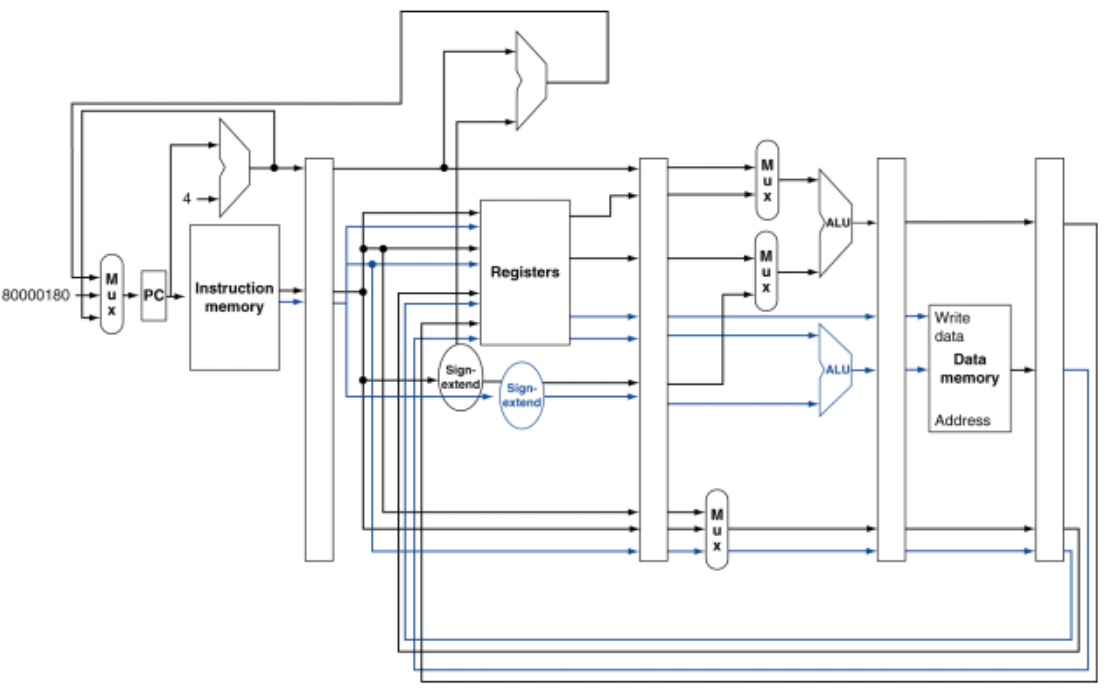 4
80000180
M
u
x
PC
Instruction
memory
Registers
Sign-
extend
Sign-
extend
M
u
x
M
u
x
ALU
ALU
M
u
x
Write
data
Data
memory
Address